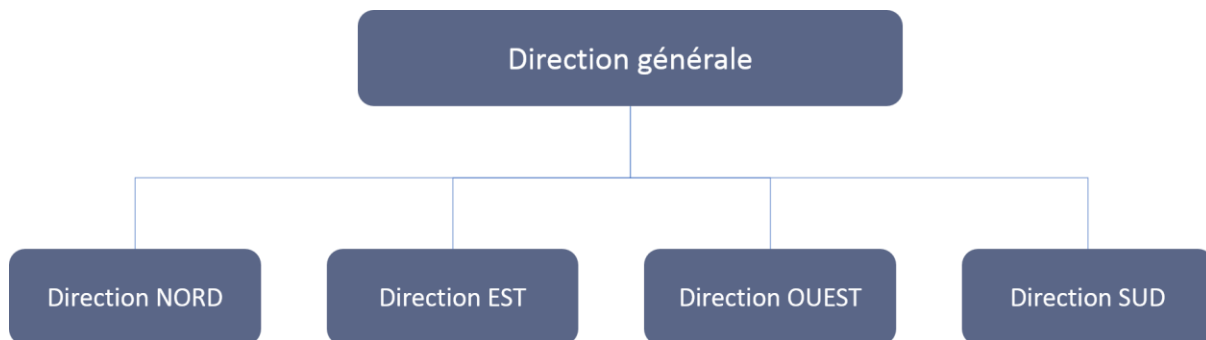 Direction générale
Direction NORD
Direction EST
Direction OUEST
Direction SUD